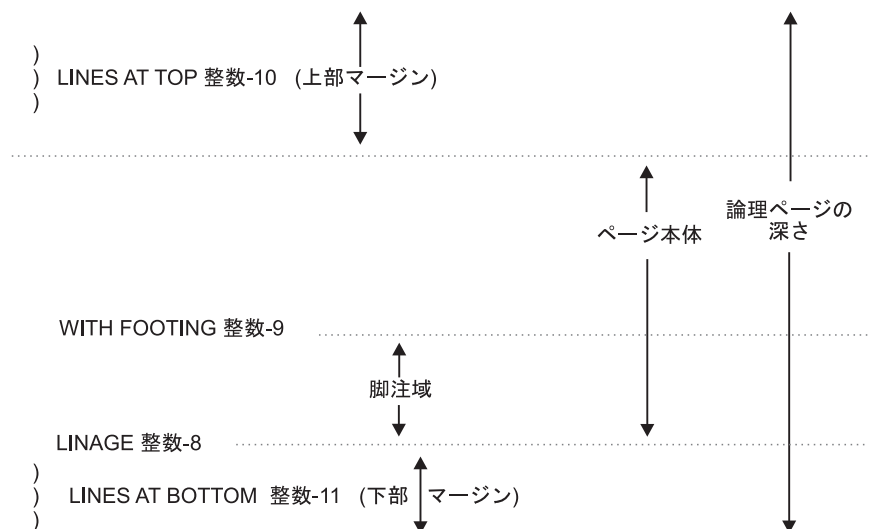 )
) LINES AT TOP 整数-10 (上部マージン)
)
ページ本体
論理ページの
深さ
WITH FOOTING 整数-9
脚注域
LINAGE 整数-8
)
) LINES AT BOTTOM 整数-11 (下部 マージン)
)